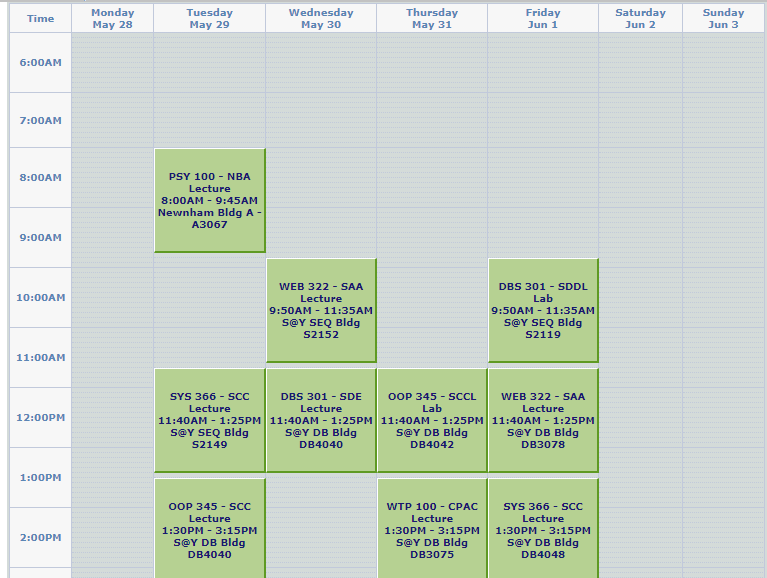 Time
Monday
May 28
Tuesday
May 29
Wednesday
May 30
Thursday
May 31
Friday
Jun 1
Saturday
Jun 2
Sunday
Jun 3
6:00AM
7:00AM
8:00AM
PSY 100 - NBA
Lecture
8:00AM - 9:45AM
Newnham Bldg A -
A3067
9:00AM
10:00AM
WEB 322 - SAA
Lecture
9:50AM - 11:35AM
S@Y SEQ Bldg
S2152
DBS 301 - SDDL
Lab
9:50AM - 11:35AM
S@Y SEQ Bldg
S2119
11:00AM
12:00PM
SYS 366 - SCC
Lecture
11:40AM - 1:25PM
S@Y SEQ Bldg
S2149
DBS 301 - SDE
Lecture
11:40AM - 1:25PM
S@Y DB Bldg
DB4040
OOP 345 - SCCL
Lab
11:40AM - 1:25PM
S@Y DB Bldg
DB4042
WEB 322 - SAA
Lecture
11:40AM - 1:25PM
S@Y DB Bldg
DB3078
1:00PM
2:00PM
OOP 345 - SCC
Lecture
1:30PM - 3:15PM
S@Y DB Bldg
DB4040
WTP 100 - CPAC
Lecture
1:30PM - 3:15PM
S@Y DB Bldg
DB3075
SYS 366 - SCC
Lecture
1:30PM - 3:15PM
S@Y DB Bldg
DB4048